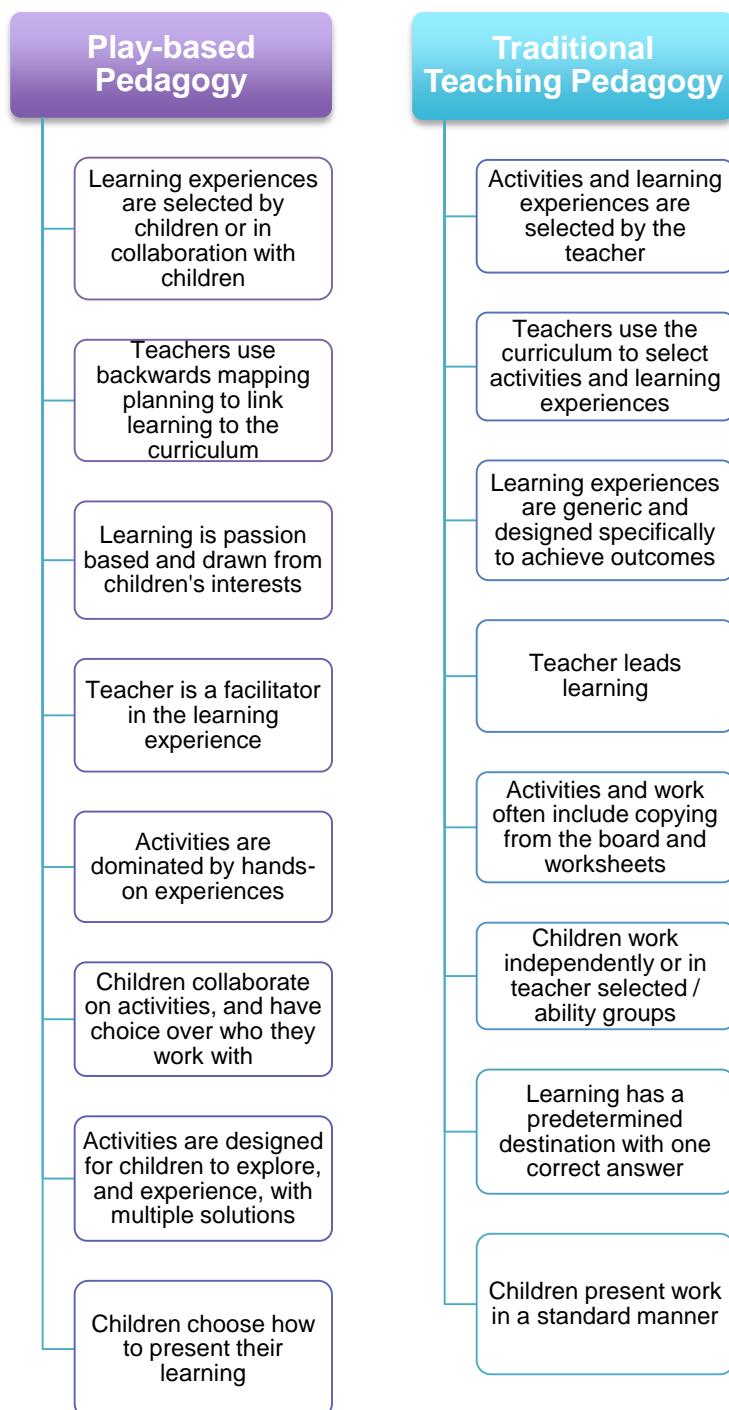 Play-based
Pedagogy
Learning experiences
are selected by
children or in
collaboration with
children
Teachers use
backwards mapping
planning to link
learning to the
curriculum
Learning is passion
based and drawn from
children's interests
Teacher is a facilitator
in the learning
experience
Activities are
dominated by hands-
on experiences
Children collaborate
on activities, and have
choice over who they
work with
Activities are designed
for children to explore,
and experience, with
multiple solutions
Children choose how
to present their
learning
Traditional
Teaching Pedagogy
Activities and learning
experiences are
selected by the
teacher
Teachers use the
curriculum to select
activities and learning
experiences
Learning experiences
are generic and
designed specifically
to achieve outcomes
Teacher leads
learning
Activities and work
often include copying
from the board and
worksheets
Children work
independently or in
teacher selected /
ability groups
Learning has a
predetermined
destination with one
correct answer
Children present work
in a standard manner